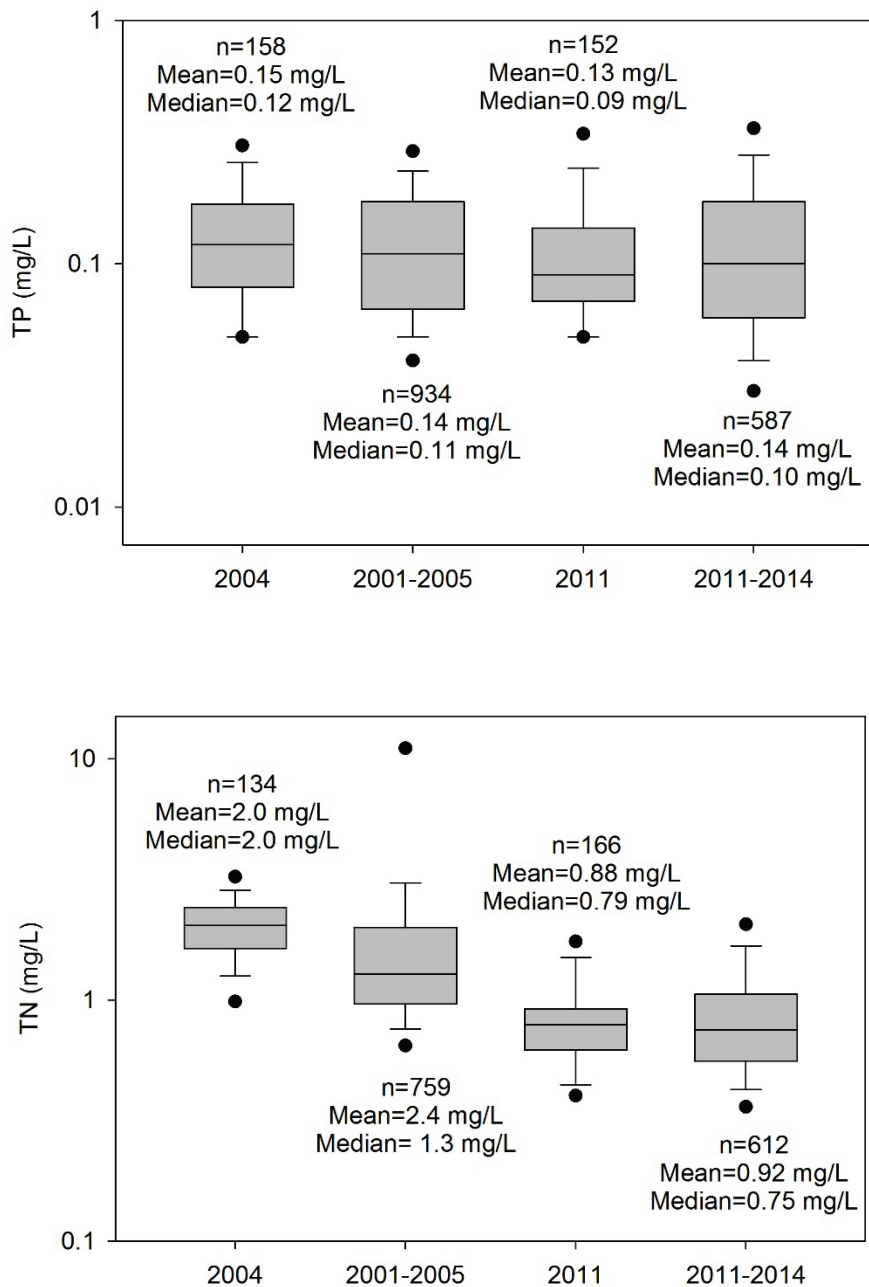 1
n=158
Mean=0.15 mg/L
Median=0.12 mg/L
n=152
Mean=0.13 mg/L
Median=0.09 mg/L
TP (mg/L)
0.1
n=934
Mean=0.14 mg/L
Median=0.11 mg/L
n=587
Mean=0.14 mg/L
Median=0.10 mg/L
0.01
2004
2001-2005
2011
2011-2014
10
n=134
Mean=2.0 mg/L
Median=2.0 mg/L
n=166
Mean=0.88 mg/L
Median=0.79 mg/L
TN (mg/L)
1
n=759
Mean=2.4 mg/L
Median= 1.3 mg/L
n=612
Mean=0.92 mg/L
Median=0.75 mg/L
0.1
2004
2001-2005
2011
2011-2014